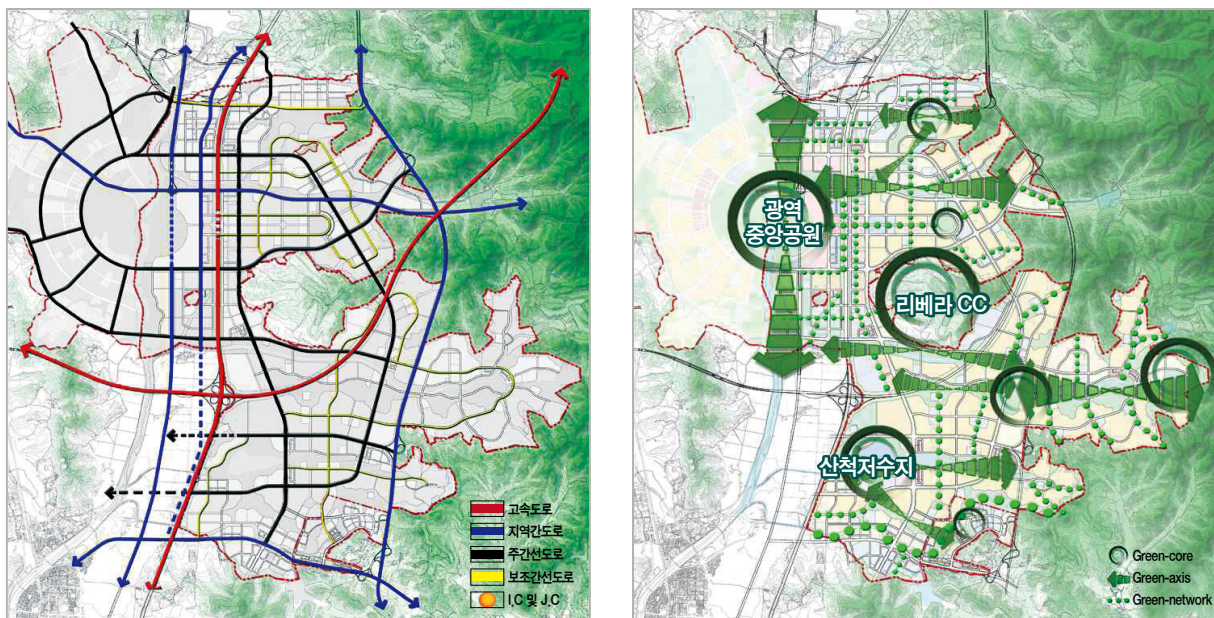 고속도로
지역간도로
주간선도로
보조간선도로
I.C 및 J.C
광역
중앙공원
리베라 CC
산척저수지
Green-core
Green-axis
Green-network